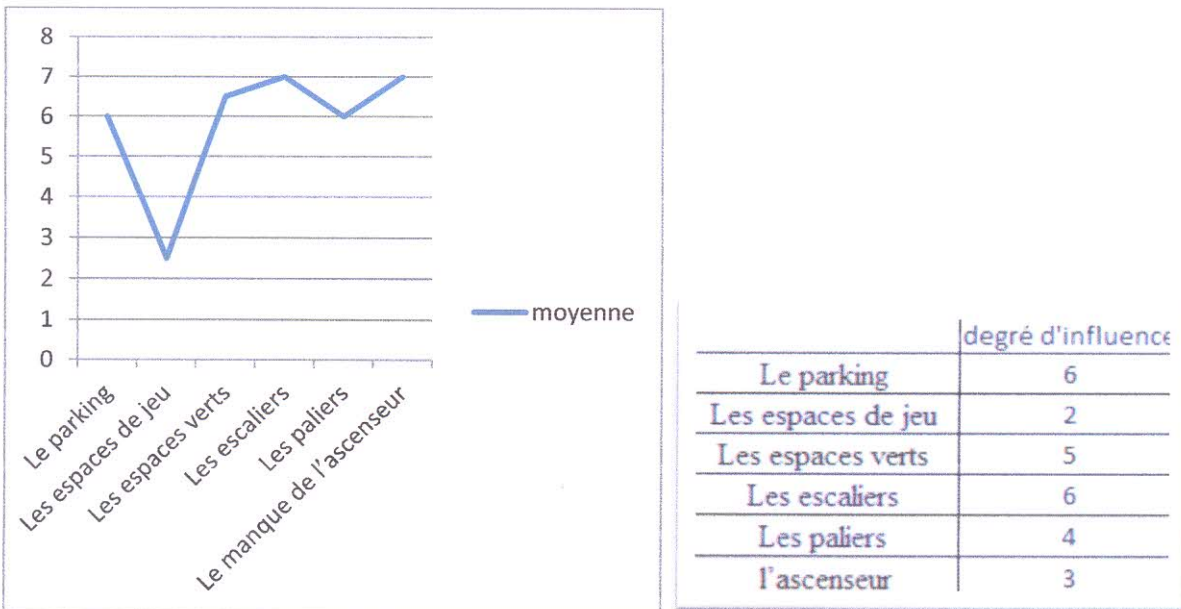 8
7
6
5
4
3
2
1
0
Le parking
Les espaces de jeu
Les espaces verts
Les escaliers
Les paliers
Le manque de l'ascenseur
moyenne
degré d'influence
Le parking 6
Les espaces de jeu 2
Les espaces verts 5
Les escaliers 6
Les paliers 4
l'ascenseur 3